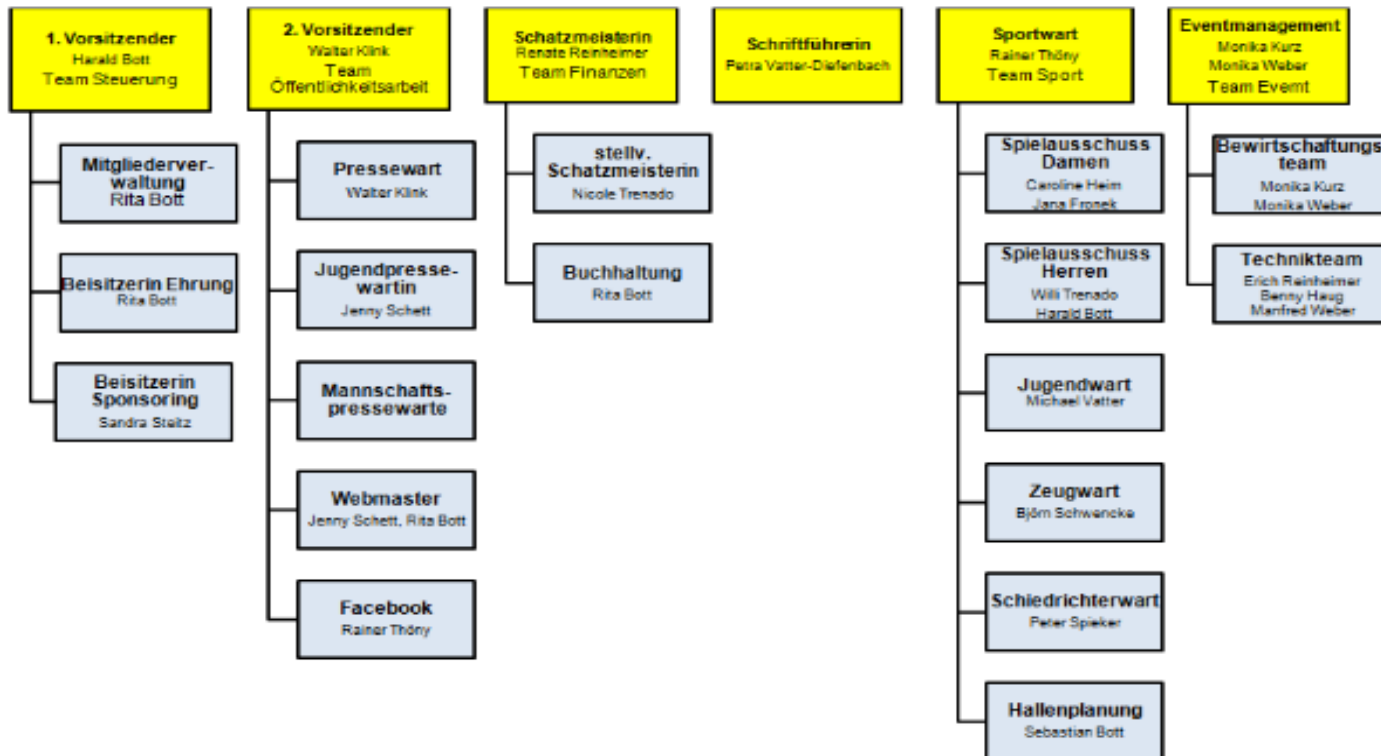 1. Vorsitzender
Harald Bott
Team Steuerung
Mitgliederver-
waltung
Rita Bott
Beisitzerin Ehrung
Rita Bott
Beisitzerin
Sponsoring
Sandra Steitz
2. Vorsitzender
Walter Klink
Team
Öffentlichkeitsarbeit
Pressewart
Walter Klink
Jugendpresse-
wartin
Jenny Schett
Mannschafts-
pressewarte
Webmaster
Jenny Schett, Rita Bott
Facebook
Rainer Thöny
Schatzmeisterin
Renate Reinheimer
Team Finanzen
stellv.
Schatzmeisterin
Nicole Trenado
Buchhaltung
Rita Bott
Schriftführerin
Petra Vatter-Diefenbach
Sportwart
Rainer Thöny
Team Sport
Spielausschuss
Damen
Caroline Heim
Jana Fronek
Spielausschuss
Herren
Willi Trenado
Harald Bott
Jugendwart
Michael Vatter
Zeugwart
Björn Schwencke
Schiedrichterwart
Peter Spieker
Hallenplanung
Sebastian Bott
Eventmanagement
Monika Kurz
Monika Weber
Team Evemt
Bewirtschaftungs
team
Monika Kurz
Monika Weber
Technikteam
Erich Reinheimer
Benny Haug
Manfred Weber